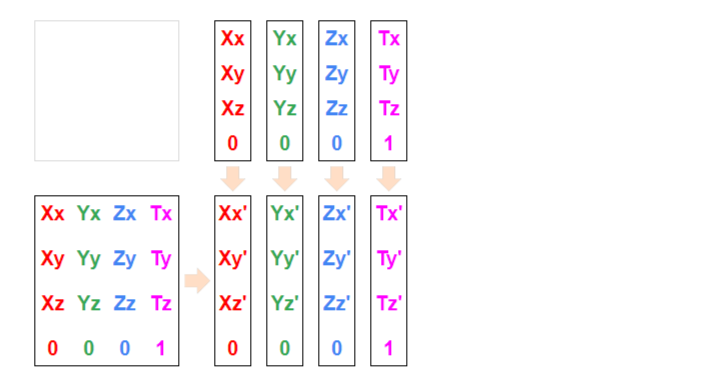 Xx Yx Zx Tx
Xy Yy Zy Ty
Xz Yz Zz Tz
0 0 0 1
Xx Yx Zx Tx Xx' Yx' Zx' Tx'
Xy Yy Zy Ty Xy' Yy' Zy' Ty'
Xz Yz Zz Tz Xz' Yz' Zz' Tz'
0 0 0 1 0 0 0 1